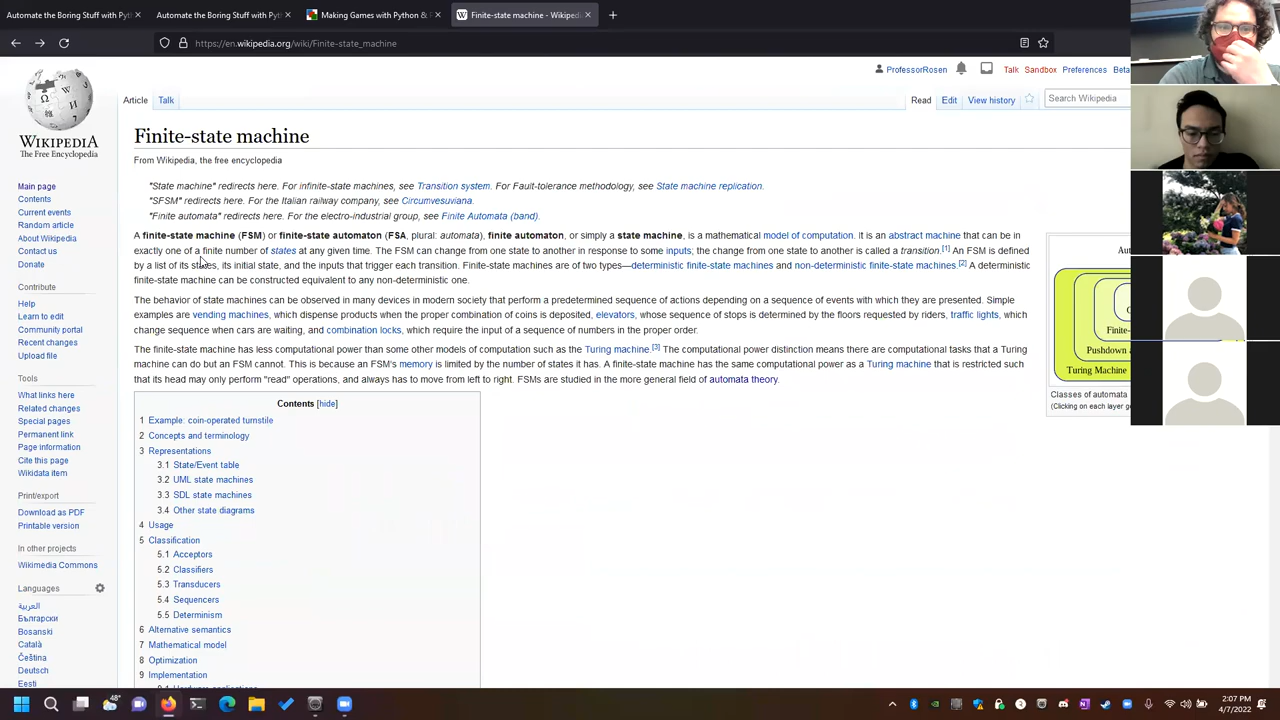 Automate the Boring Stuff with Pyt
Automate the Boring Stuff with Pyt
Making Games with Python & P
Finite-state machine - Wikipedia
https://en.wikipedia.org/wiki/Finite-state_machine
ProfessorRosen
Talk
Sandbox
Preferences
Beta
Article
Talk
Read
Edit
View history
Search Wikipedia
WIKIPEDIA
The Free Encyclopedia
Main page
Contents
Current events
Random article
About Wikipedia
Contact us
Donate
Contribute
Help
Learn to edit
Community portal
Recent changes
Upload file
Tools
What links here
Related changes
Special pages
Permanent link
Page information
Cite this page
Wikidata item
Print/export
Download as PDF
Printable version
In other projects
Wikimedia Commons
Languages
العربية
Български
Bosanski
Català
Čeština
Deutsch
Eesti
Finite-state machine
From Wikipedia, the free encyclopedia
"State machine" redirects here. For infinite-state machines, see Transition system. For Fault-tolerance methodology, see State machine replication.
"SFSM" redirects here. For the Italian railway company, see Circumvesuviana.
"Finite automata" redirects here. For the electro-industrial group, see Finite Automata (band).
A finite-state machine (FSM) or finite-state automaton (FSA, plural: automata), finite automaton, or simply a state machine, is a mathematical model of computation. It is an abstract machine that can be in
exactly one of a finite number of states at any given time. The FSM can change from one state to another in response to some inputs; the change from one state to another is called a transition.[1] An FSM is defined
by a list of its states, its initial state, and the inputs that trigger each transition. Finite-state machines are of two types—deterministic finite-state machines and non-deterministic finite-state machines.[2] A deterministic
finite-state machine can be constructed equivalent to any non-deterministic one.
The behavior of state machines can be observed in many devices in modern society that perform a predetermined sequence of actions depending on a sequence of events with which they are presented. Simple
examples are vending machines, which dispense products when the proper combination of coins is deposited, elevators, whose sequence of stops is determined by the floors requested by riders, traffic lights, which
change sequence when cars are waiting, and combination locks, which require the input of a sequence of numbers in the proper order.
The finite-state machine has less computational power than some other models of computation such as the Turing machine.[3] The computational power distinction means there are computational tasks that a Turing
machine can do but an FSM cannot. This is because an FSM's memory is limited by the number of states it has. A finite-state machine has the same computational power as a Turing machine that is restricted such
that its head may only perform "read" operations, and always has to move from left to right. FSMs are studied in the more general field of automata theory.
Contents [hide]
1 Example: coin-operated turnstile
2 Concepts and terminology
3 Representations
3.1 State/Event table
3.2 UML state machines
3.3 SDL state machines
3.4 Other state diagrams
4 Usage
5 Classification
5.1 Acceptors
5.2 Classifiers
5.3 Transducers
5.4 Sequencers
5.5 Determinism
6 Alternative semantics
7 Mathematical model
8 Optimization
9 Implementation
Au
C
Finite-
Pushdown a
Turing Machine
Classes of automata
(Clicking on each layer g
48°
2:07 PM
4/7/2022